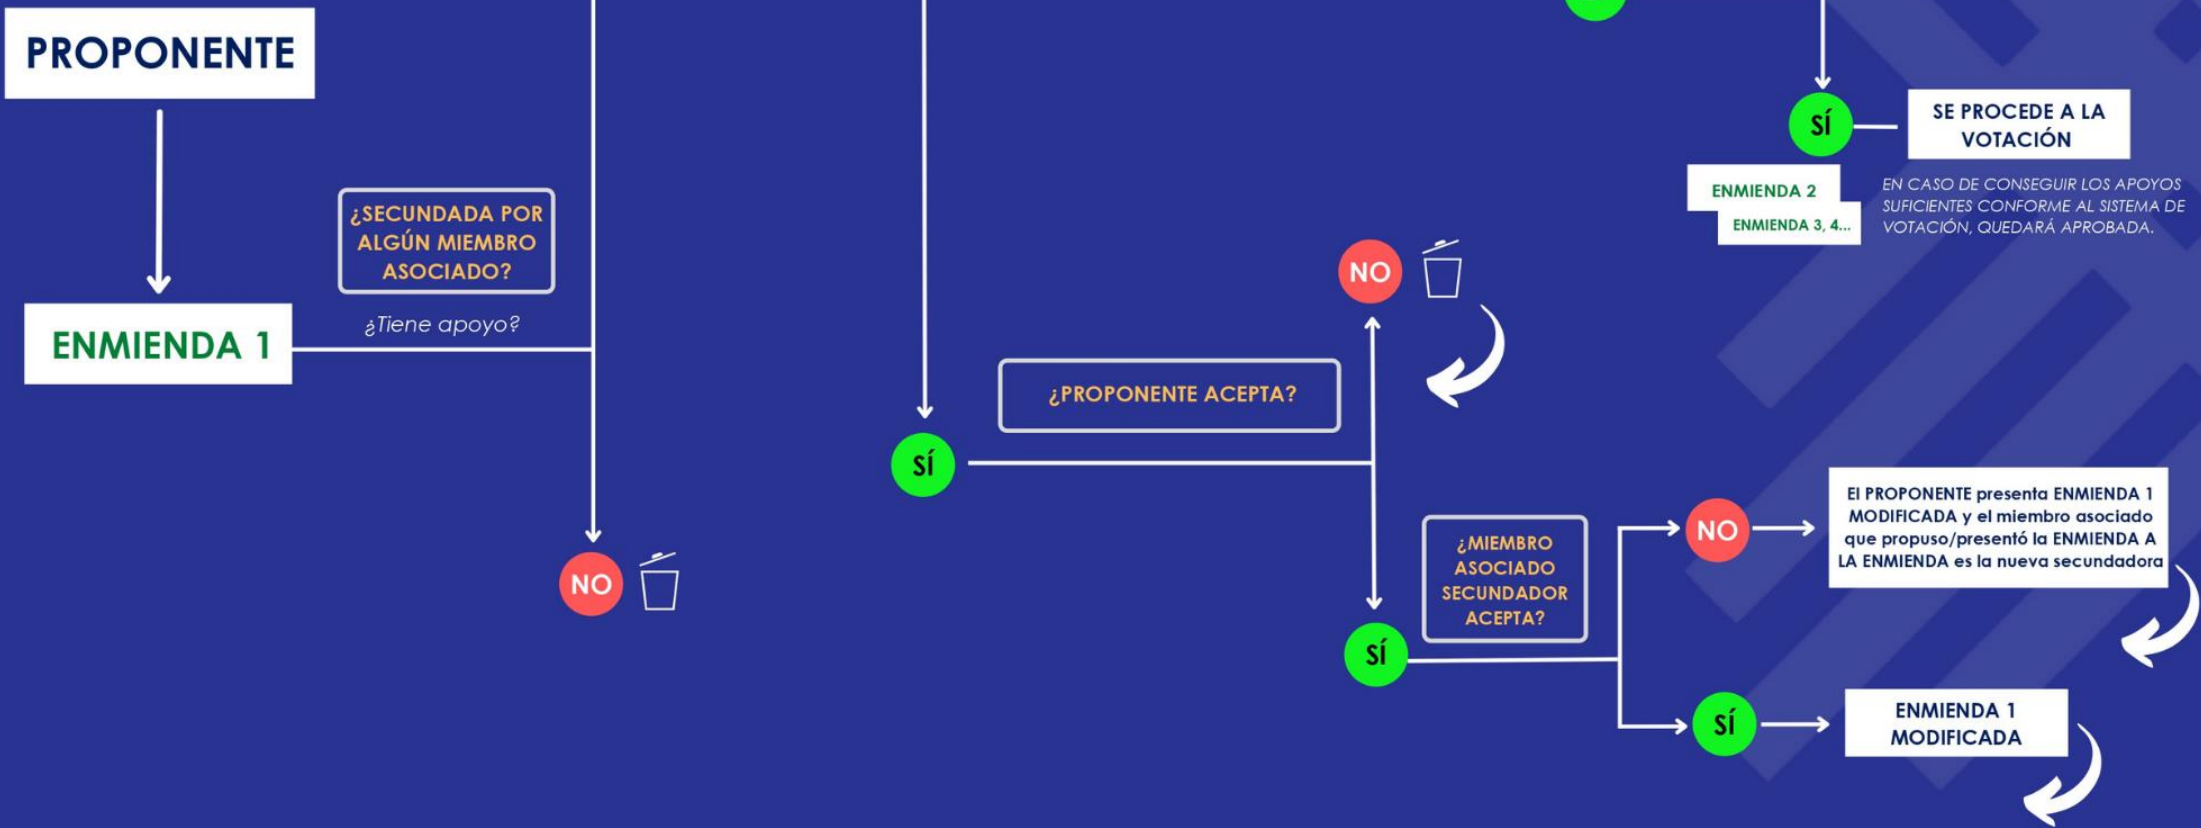 PROPONENTE
ENMIENDA 1
¿SECUNDADA POR
ALGÚN MIEMBRO
ASOCIADO?
¿Tiene apoyo?
NO
SÍ
¿PROPONENTE ACEPTA?
NO
SÍ
¿MIEMBRO
ASOCIADO
SECUNDADOR
ACEPTA?
NO
El PROPONENTE presenta ENMIENDA 1
MODIFICADA y el miembro asociado
que propuso/presentó la ENMIENDA A
LA ENMIENDA es la nueva secundadora
SÍ
ENMIENDA 1
MODIFICADA
SÍ
SE PROCEDE A LA
VOTACIÓN
ENMIENDA 2
ENMIENDA 3, 4...
EN CASO DE CONSEGUIR LOS APOYOS
SUFICIENTES CONFORME AL SISTEMA DE
VOTACIÓN, QUEDARÁ APROBADA.